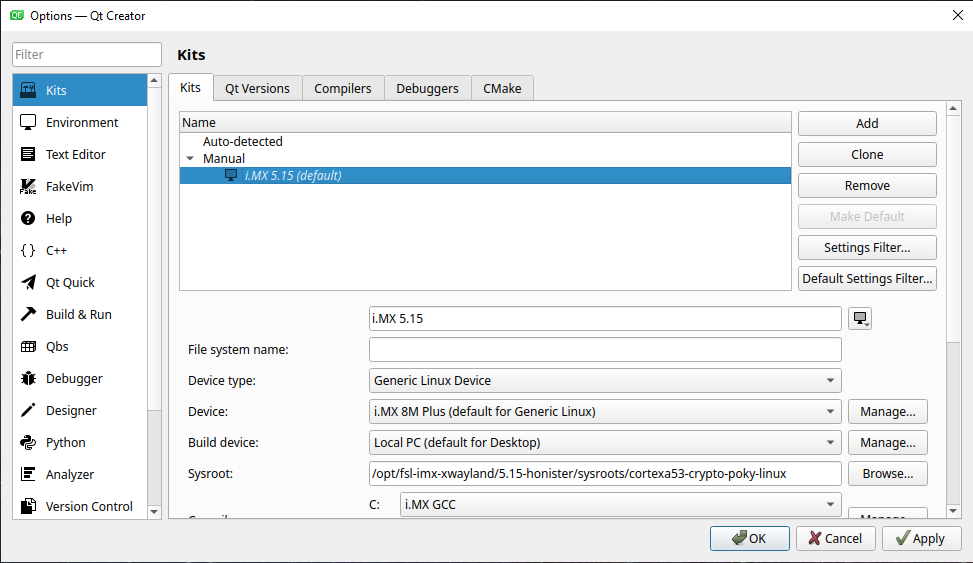 Options — Qt Creator
Filter
Kits
Environment
Text Editor
FakeVim
Help
C++
Qt Quick
Build & Run
Qbs
Debugger
Designer
Python
Analyzer
Version Control
Kits
Kits Qt Versions Compilers Debuggers CMake
Name
Auto-detected
Manual
i.MX 5.15 (default)
Add
Clone
Remove
Make Default
Settings Filter...
Default Settings Filter...
i.MX 5.15
File system name:
Device type: Generic Linux Device
Device: i.MX 8M Plus (default for Generic Linux) Manage...
Build device: Local PC (default for Desktop) Manage...
Sysroot: /opt/fsl-imx-xwayland/5.15-honister/sysroots/cortexa53-crypto-poky-linux Browse...
C: i.MX GCC
OK Cancel Apply